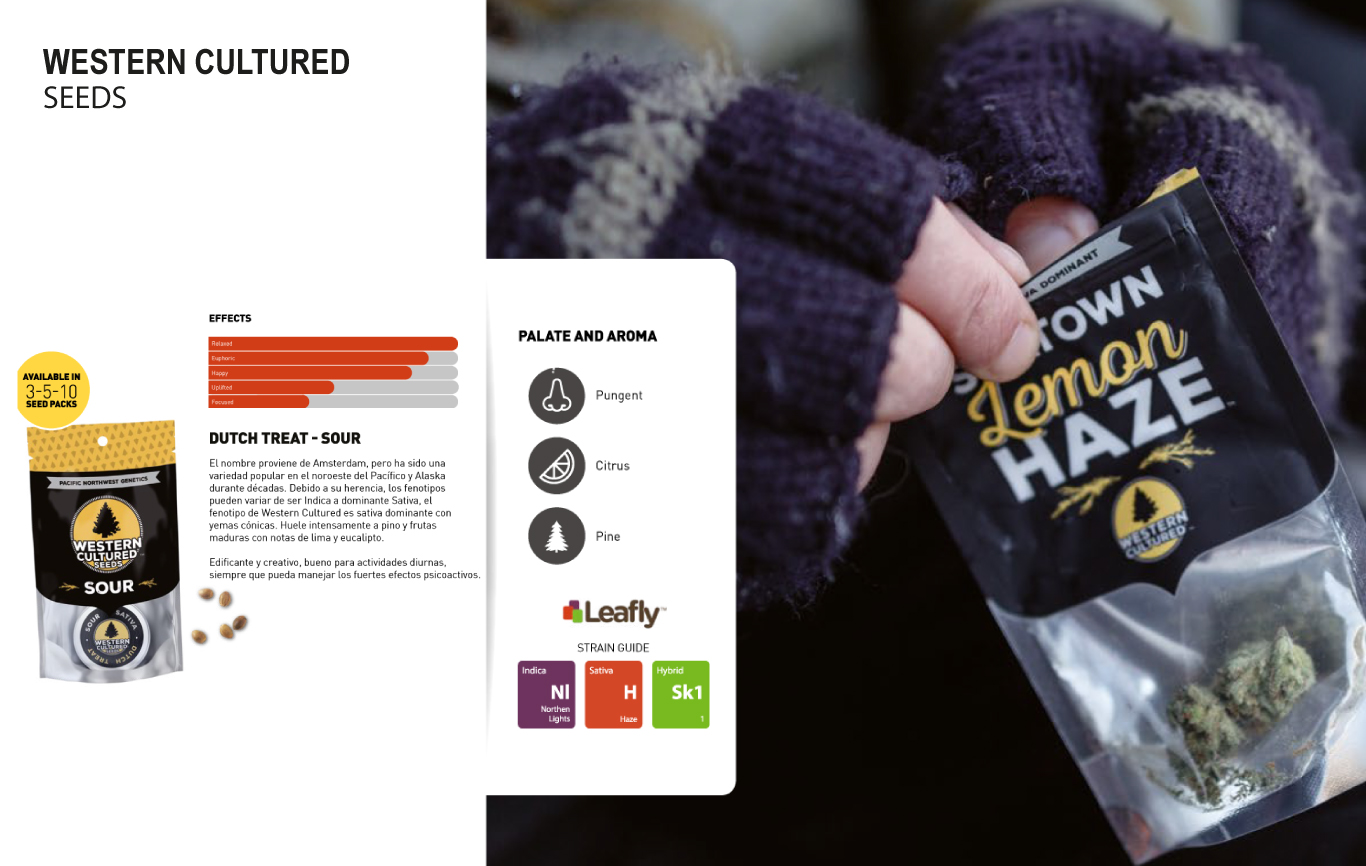 WESTERN CULTURED
SEEDS
EFFECTS
Relaxed
Euphoric
Happy
Uplifted
Focused
AVAILABLE IN
3-5-10
SEED PACKS
PACIFIC NORTHWEST GENETICS
WESTERN
CULTURED
SEEDS
SOUR
SOUR · SATIVA
WESTERN
CULTURED
DUTCH TREAT
DUTCH TREAT - SOUR
El nombre proviene de Amsterdam, pero ha sido una
variedad popular en el noroeste del Pacífico y Alaska
durante décadas. Debido a su herencia, los fenotipos
pueden variar de ser Indica a dominante Sativa, el
fenotipo de Western Cultured es sativa dominante con
yemas cónicas. Huele intensamente a pino y frutas
maduras con notas de lima y eucalipto.
Edificante y creativo, bueno para actividades diurnas,
siempre que pueda manejar los fuertes efectos psicoactivos.
PALATE AND AROMA
Pungent
Citrus
Pine
Leafly™
STRAIN GUIDE
Indica
NI
Northen
Lights
Sativa
H
Haze
Hybrid
Sk1
1
VA DOMINANT
TOWN
Lemon
HAZE™
WESTERN
CULTURED